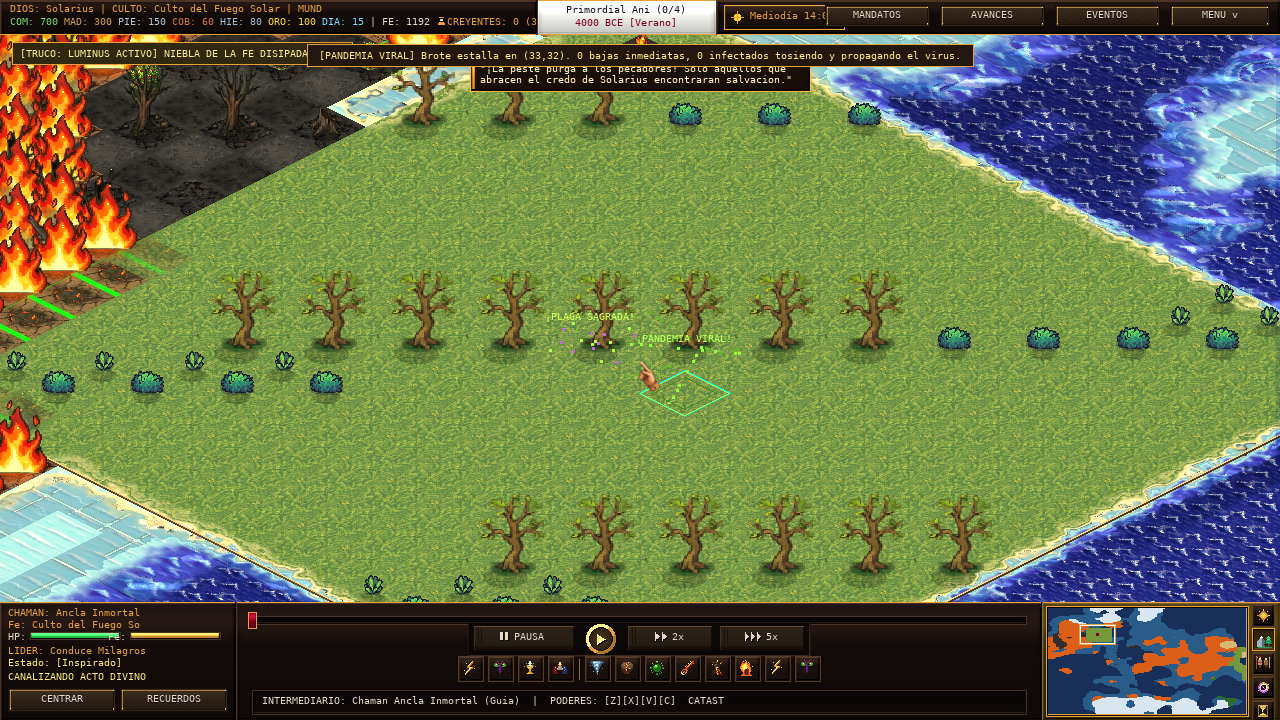 DIOS: Solarius | CULTO: Culto del Fuego Solar | MUND
COM: 700 MAD: 300 PIE: 150 COB: 60 HIE: 80 ORO: 100 DIA: 15 | FE: 1192 CREYENTES: 0 (3
Primordial Ani (0/4)
4000 BCE [Verano]
Mediodía 14:0
MANDATOS
AVANCES
EVENTOS
MENU v
[TRUCO: LUMINUS ACTIVO] NIEBLA DE LA FE DISIPADA
[PANDEMIA VIRAL] Brote estalla en (33,32). 0 bajas inmediatas, 0 infectados tosiendo y propagando el virus.
"¡La peste purga a los pecadores! Solo aquellos que
abracen el credo de Solarius encontraran salvacion."
¡PLAGA SAGRADA!
¡PANDEMIA VIRAL!
CHAMAN: Ancla Inmortal
Fe: Culto del Fuego So
HP: Fe:
LIDER: Conduce Milagros
Estado: [Inspirado]
CANALIZANDO ACTO DIVINO
CENTRAR
RECUERDOS
PAUSA
2x
5x
INTERMEDIARIO: Chaman Ancla Inmortal (Guia) | PODERES: [Z][X][V][C] CATAST